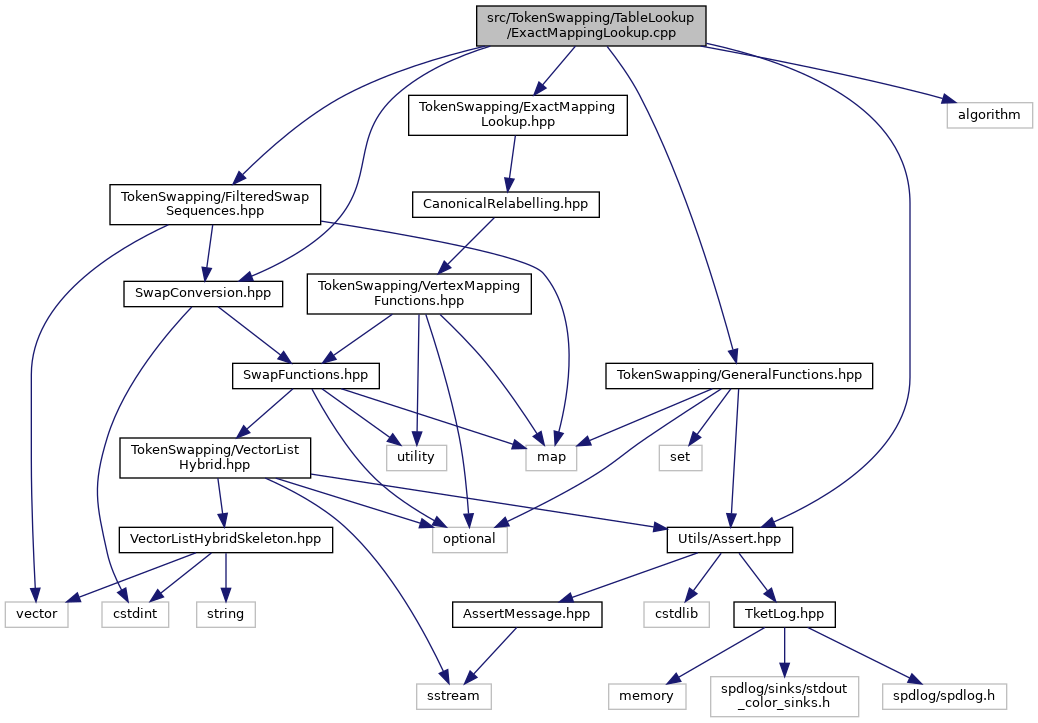 src/TokenSwapping/TableLookup
/ExactMappingLookup.cpp
TokenSwapping/ExactMapping
Lookup.hpp
algorithm
TokenSwapping/FilteredSwap
Sequences.hpp
CanonicalRelabelling.hpp
SwapConversion.hpp
TokenSwapping/VertexMapping
Functions.hpp
SwapFunctions.hpp
TokenSwapping/GeneralFunctions.hpp
TokenSwapping/VectorList
Hybrid.hpp
utility
map
set
VectorListHybridSkeleton.hpp
optional
Utils/Assert.hpp
vector
cstdint
string
AssertMessage.hpp
cstdlib
TketLog.hpp
sstream
memory
spdlog/sinks/stdout
_color_sinks.h
spdlog/spdlog.h